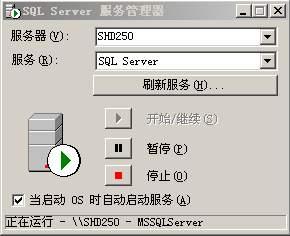 SQL Server 服务管理器
服务器(V): SHD250
服务(R): SQL Server
刷新服务(H)...
开始/继续(S)
暂停(P)
停止(O)
当启动 OS 时自动启动服务(A)
正在运行 - \\SHD250 - MSSQLServer